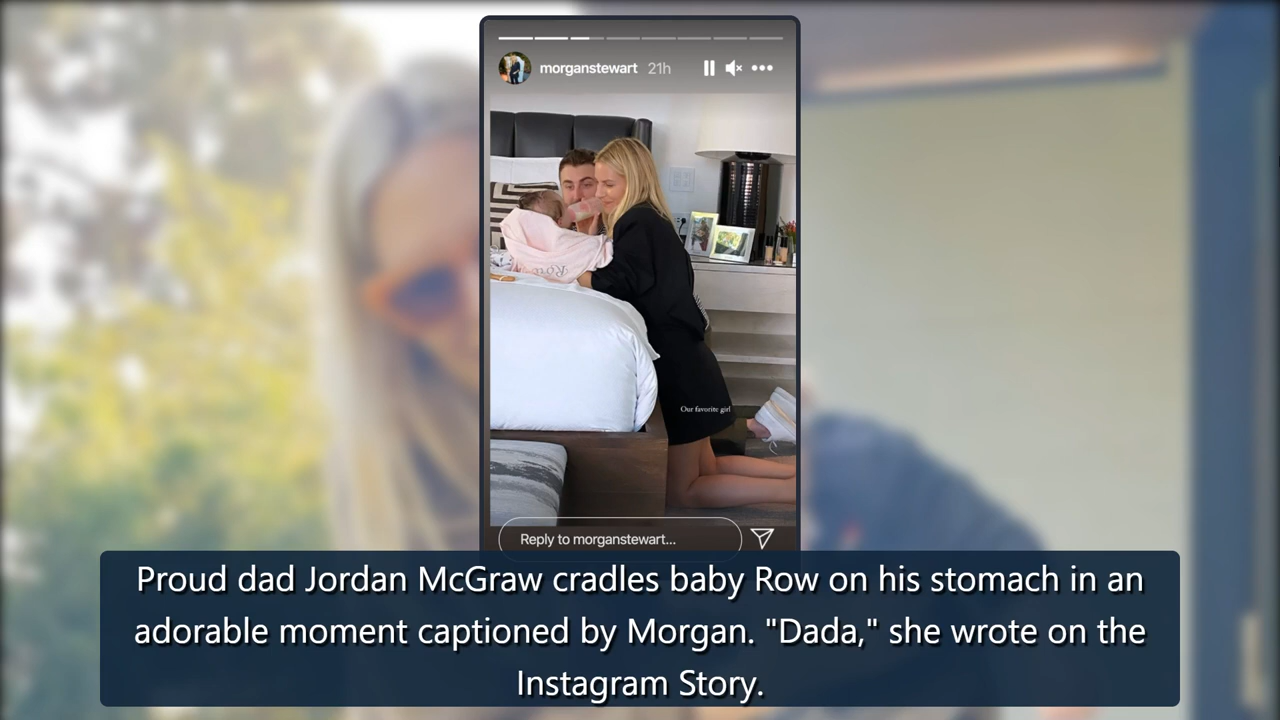 morganstewart 21h
Our favorite girl
Reply to morganstewart...
Proud dad Jordan McGraw cradles baby Row on his stomach in an
adorable moment captioned by Morgan. "Dada," she wrote on the
Instagram Story.